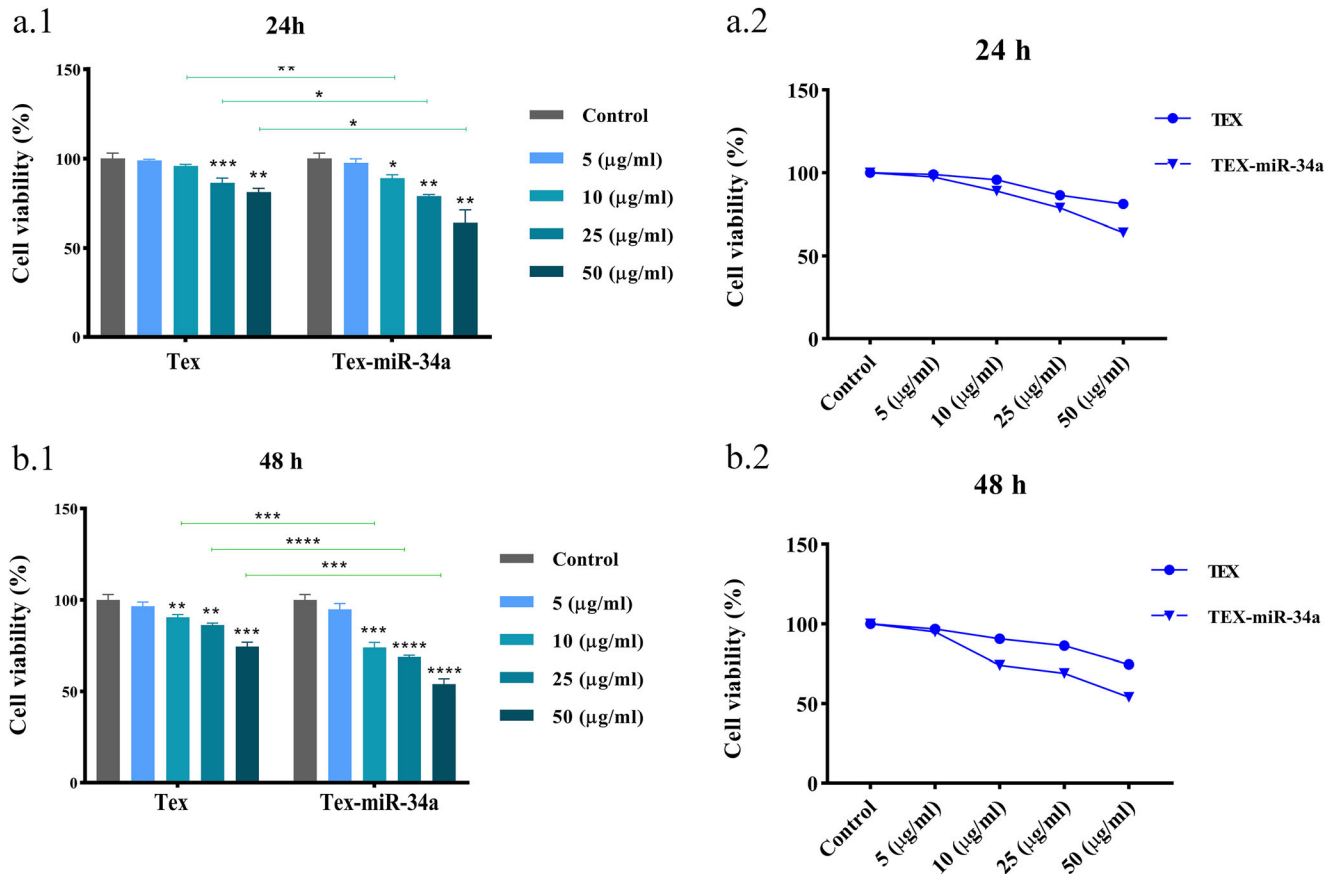 a.1
24h
Cell viability (%)
150
100
50
0
**
*
*
***
**
*
**
**
Tex
Tex-miR-34a
Control
5 (μg/ml)
10 (μg/ml)
25 (μg/ml)
50 (μg/ml)
a.2
24 h
Cell viability (%)
150
100
50
0
Control
5 (μg/ml)
10 (μg/ml)
25 (μg/ml)
50 (μg/ml)
TEX
TEX-miR-34a
b.1
48 h
Cell viability (%)
150
100
50
0
***
****
***
**
**
***
***
****
****
Tex
Tex-miR-34a
Control
5 (μg/ml)
10 (μg/ml)
25 (μg/ml)
50 (μg/ml)
b.2
48 h
Cell viability (%)
150
100
50
0
Control
5 (μg/ml)
10 (μg/ml)
25 (μg/ml)
50 (μg/ml)
TEX
TEX-miR-34a